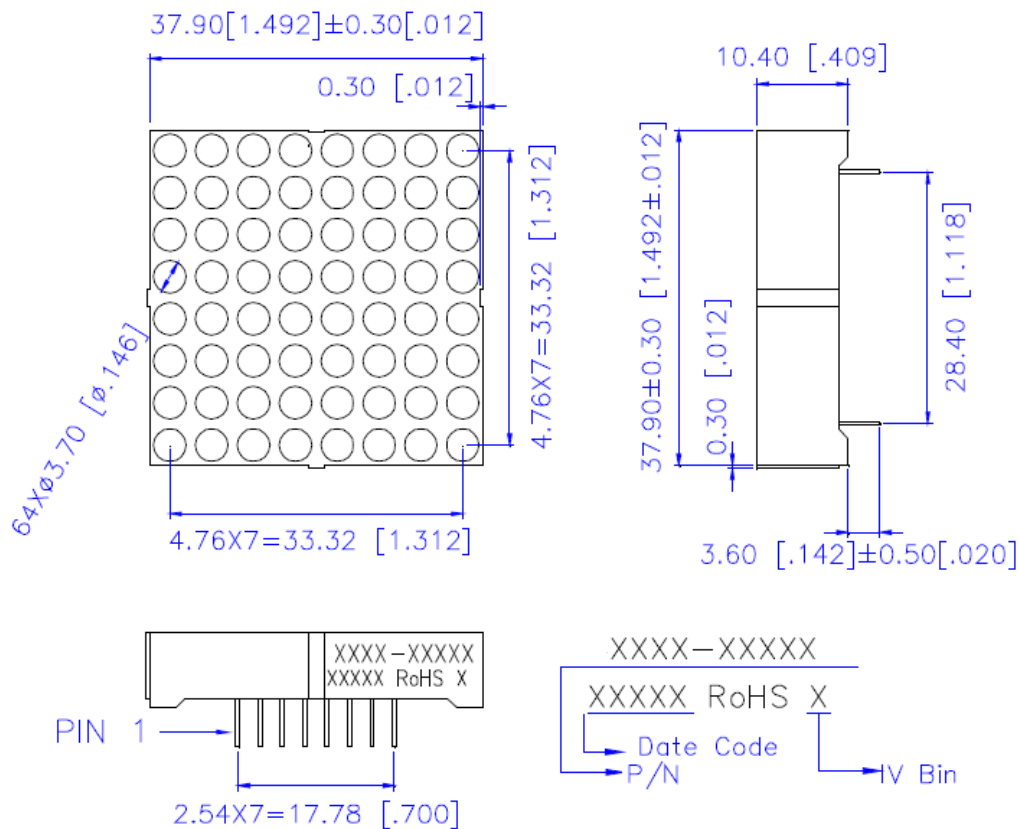 37.90[1.492]±0.30[.012]
0.30 [.012]
4.76X7=33.32 [1.312]
64Xø3.70 [ø.146]
4.76X7=33.32 [1.312]
10.40 [.409]
37.90±0.30 [1.492±.012]
0.30 [.012]
28.40 [1.118]
3.60 [.142]±0.50[.020]
XXXX-XXXXX
XXXXX RoHS X
PIN 1
2.54X7=17.78 [.700]
XXXX-XXXXX
XXXXX RoHS X
Date Code
P/N
IV Bin